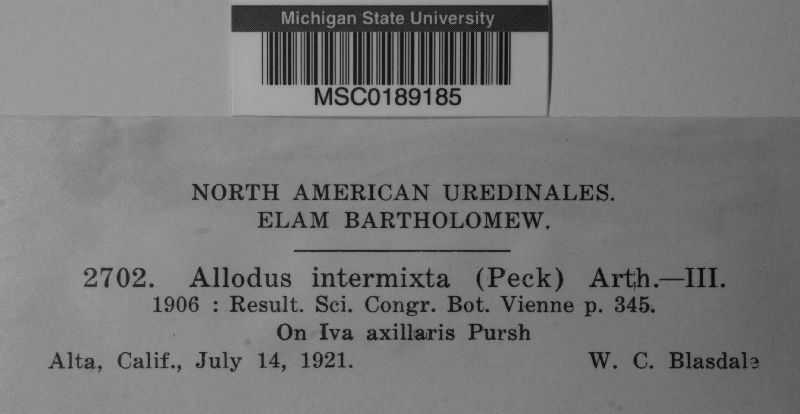 Michigan State University
MSC0189185
NORTH AMERICAN UREDINALES.
ELAM BARTHOLOMEW.
2702. Allodus intermixta (Peck) Arth.—III.
1906 : Result. Sci. Congr. Bot. Vienne p. 345.
On Iva axillaris Pursh
Alta, Calif., July 14, 1921. W. C. Blasdale